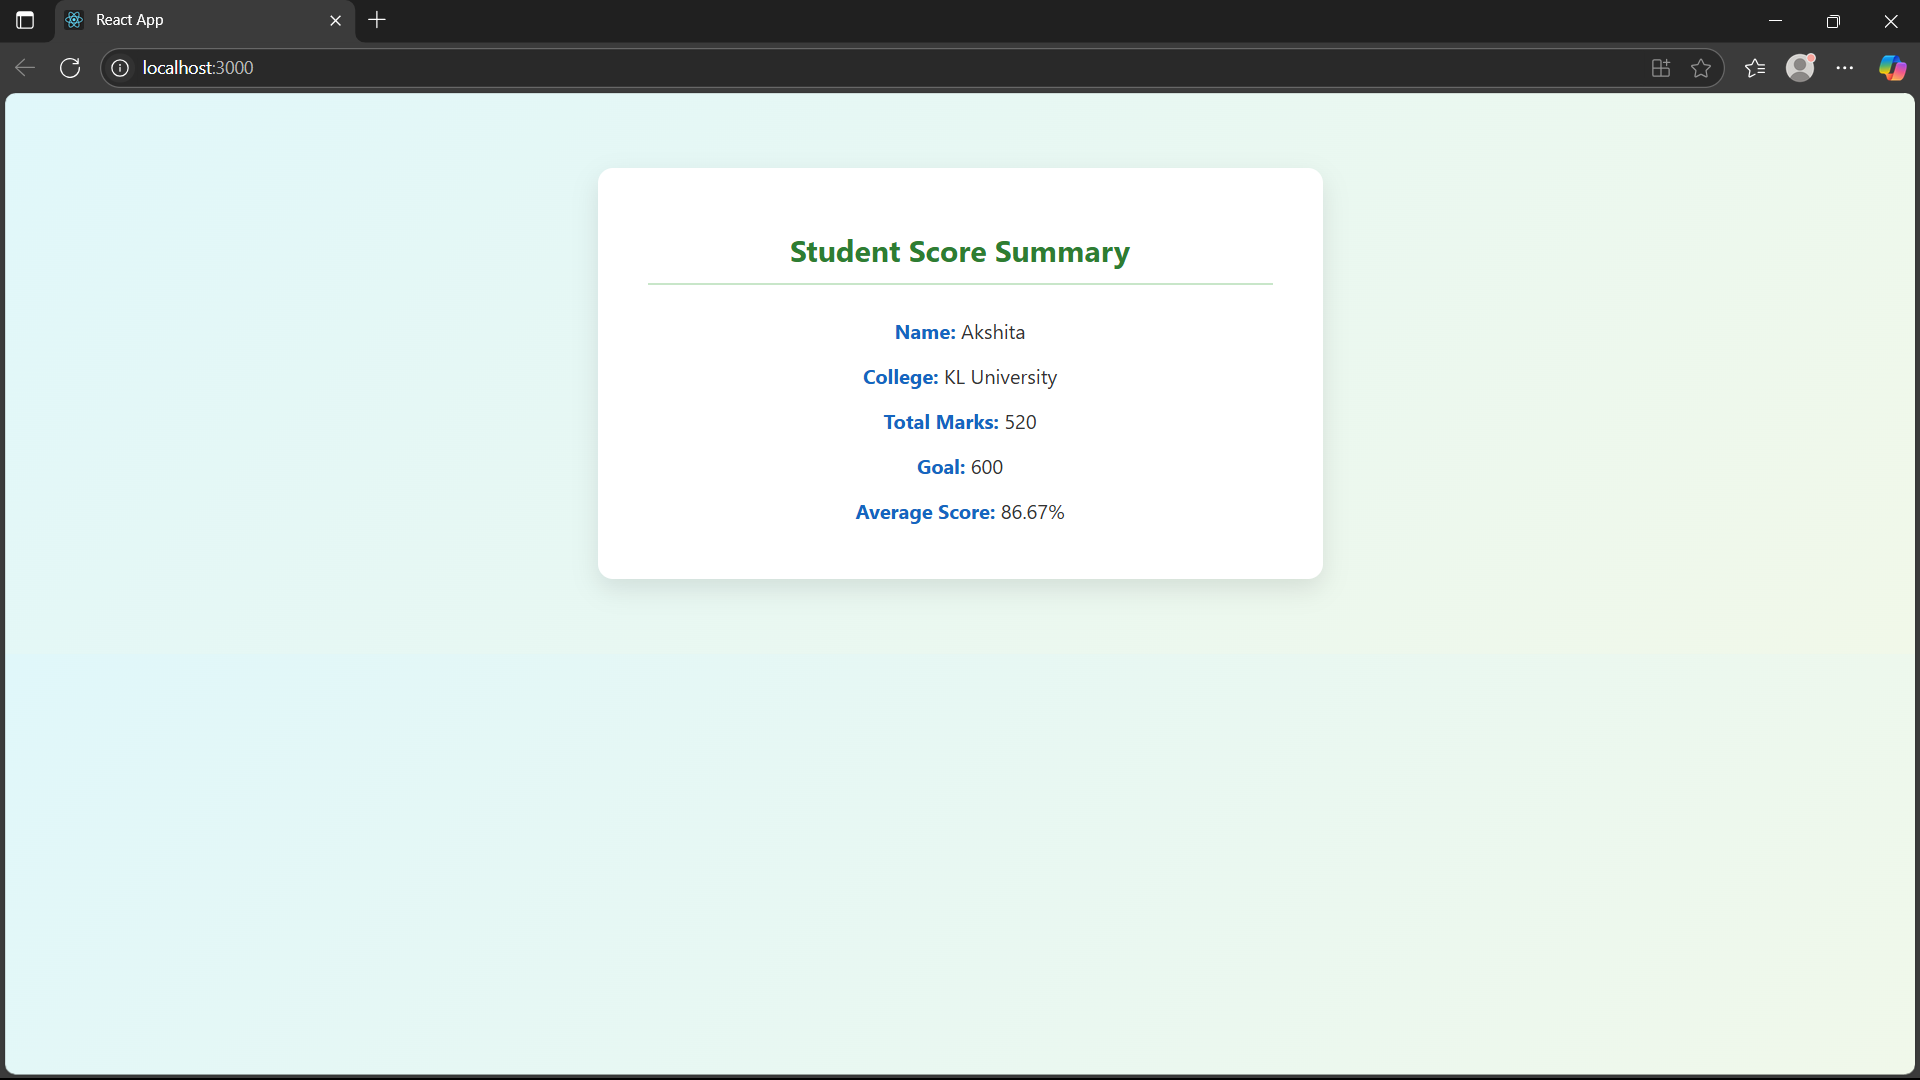 React App
localhost:3000
Student Score Summary
Name: Akshita
College: KL University
Total Marks: 520
Goal: 600
Average Score: 86.67%